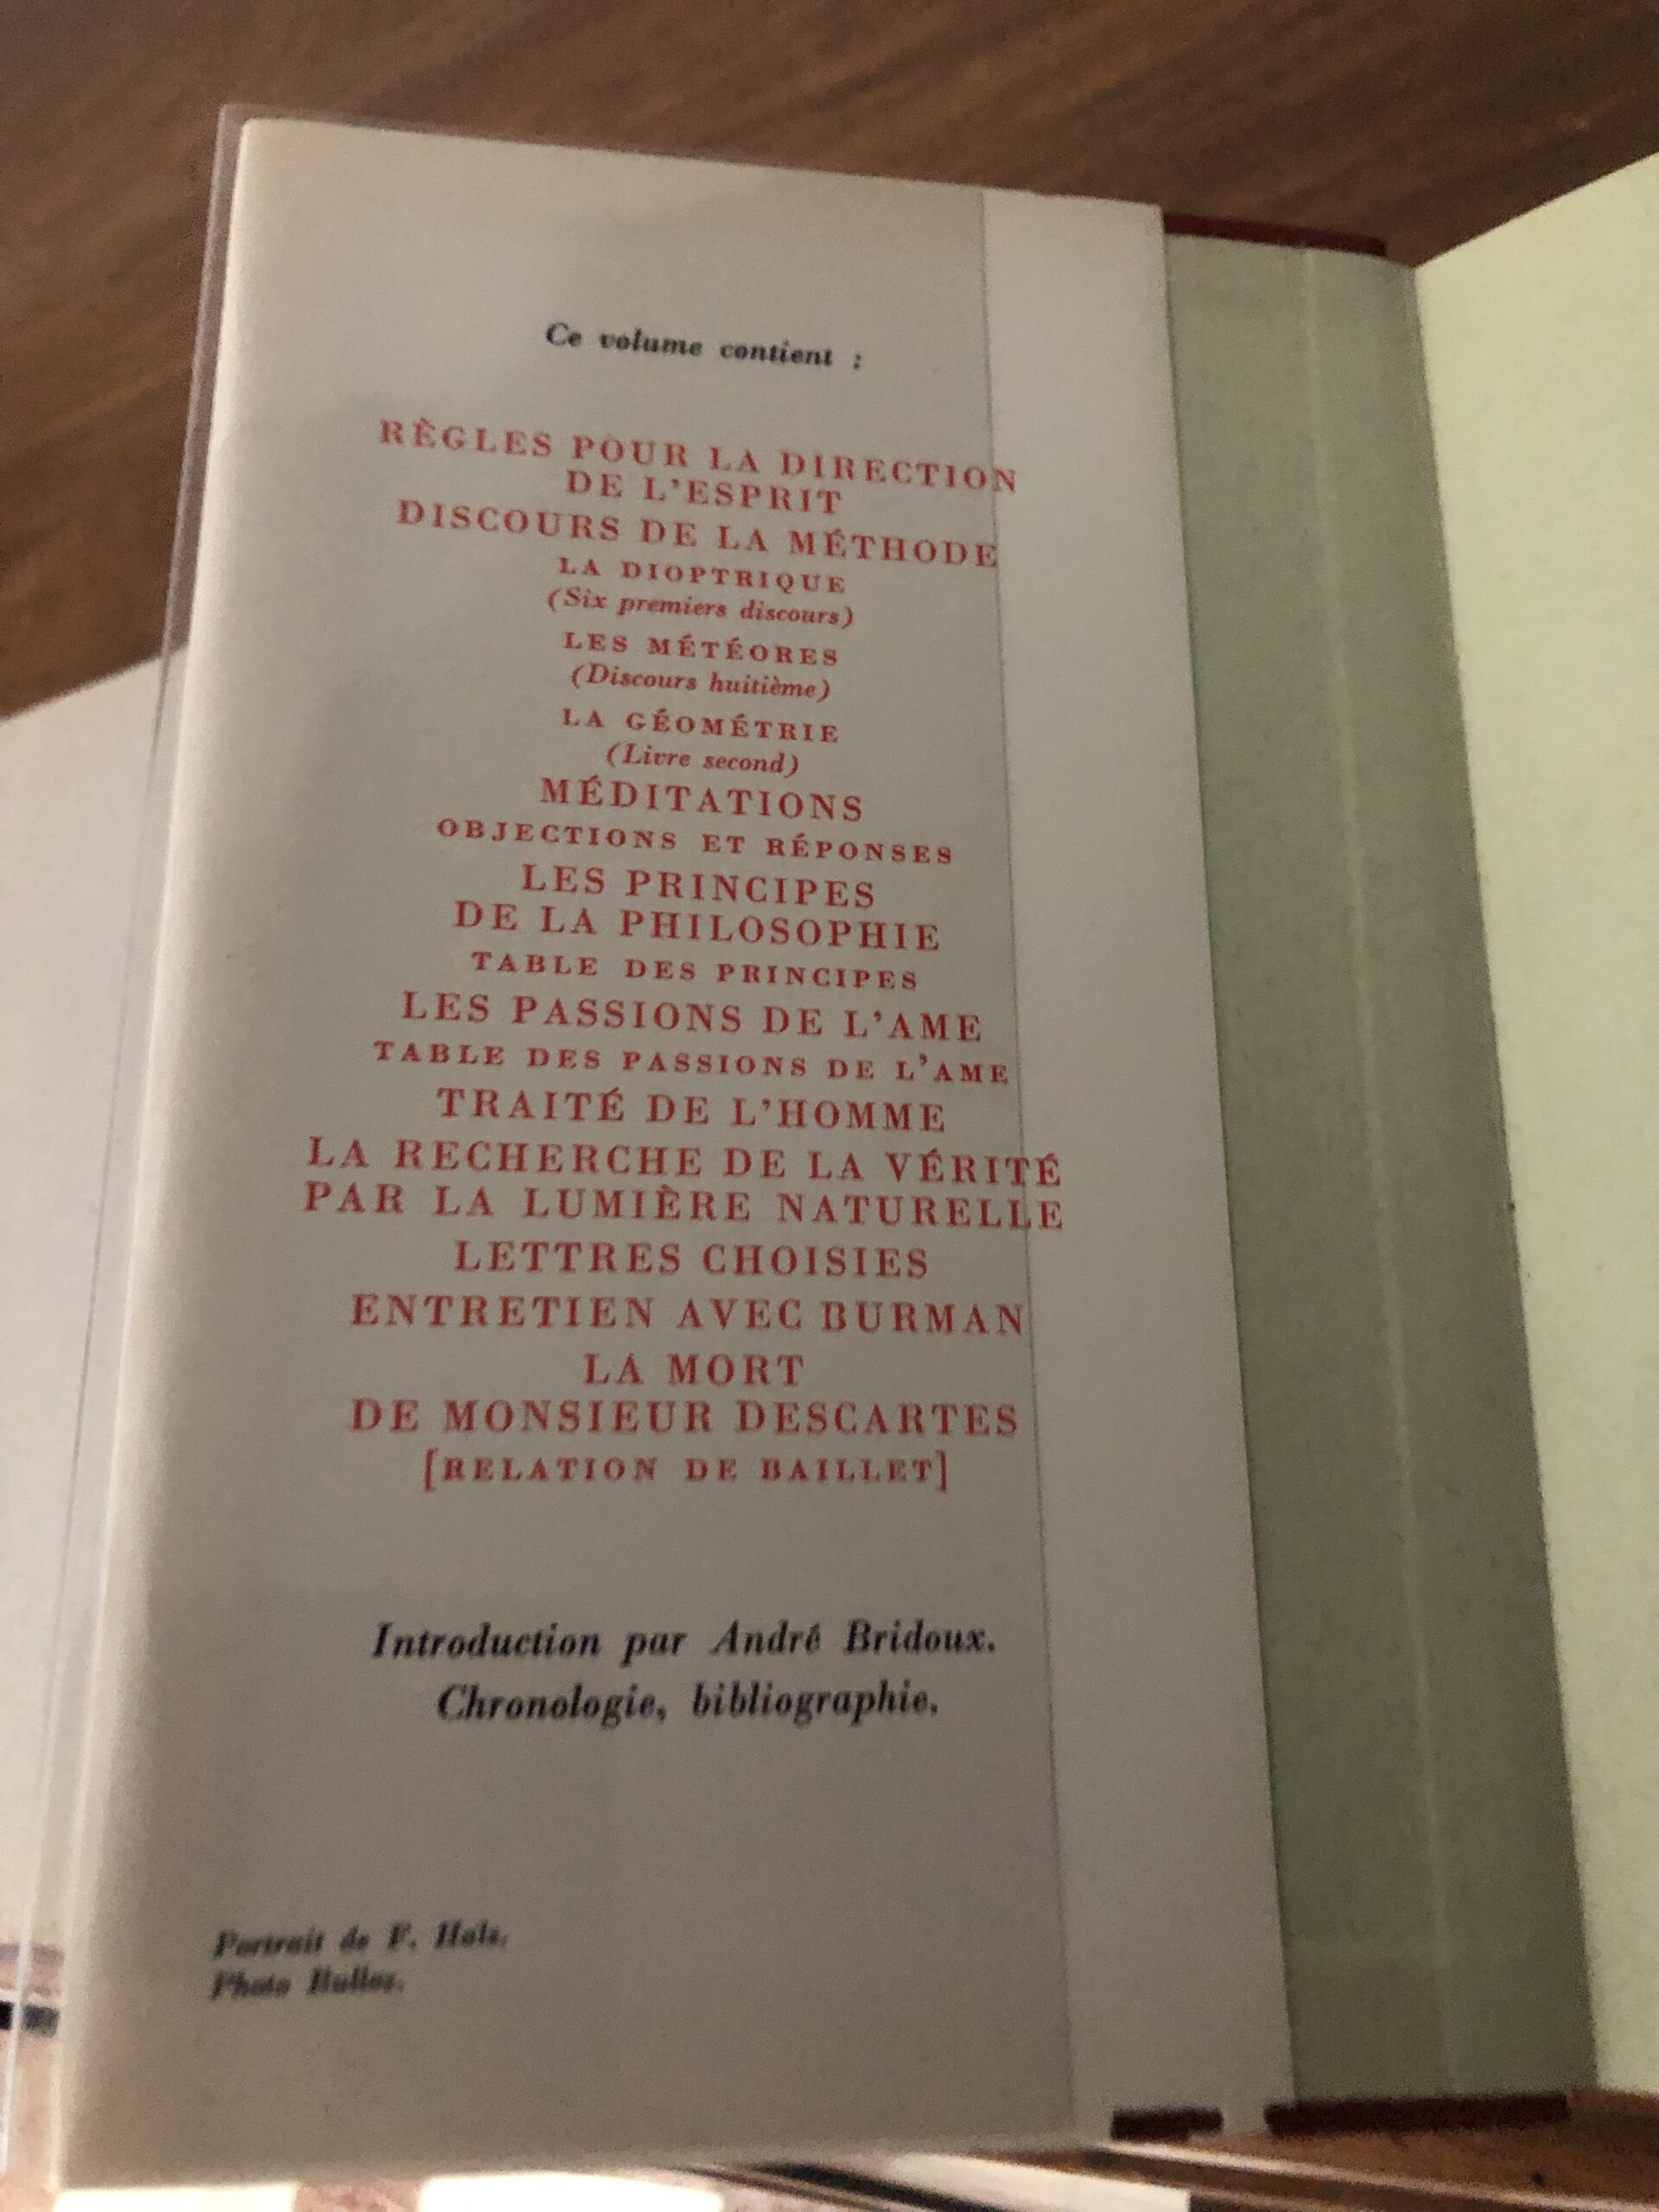 Ce volume contient :
RÈGLES POUR LA DIRECTION
DE L'ESPRIT
DISCOURS DE LA MÉTHODE
LA DIOPTRIQUE
(Six premiers discours)
LES MÉTÉORES
(Discours huitième)
LA GÉOMÉTRIE
(Livre second)
MÉDITATIONS
OBJECTIONS ET RÉPONSES
LES PRINCIPES
DE LA PHILOSOPHIE
TABLE DES PRINCIPES
LES PASSIONS DE L'AME
TABLE DES PASSIONS DE L'AME
TRAITÉ DE L'HOMME
LA RECHERCHE DE LA VÉRITÉ
PAR LA LUMIÈRE NATURELLE
LETTRES CHOISIES
ENTRETIEN AVEC BURMAN
LA MORT
DE MONSIEUR DESCARTES
[RELATION DE BAILLET]
Introduction par André Bridoux.
Chronologie, bibliographie.
Portrait de F. Hals.
Photo Bulloz.